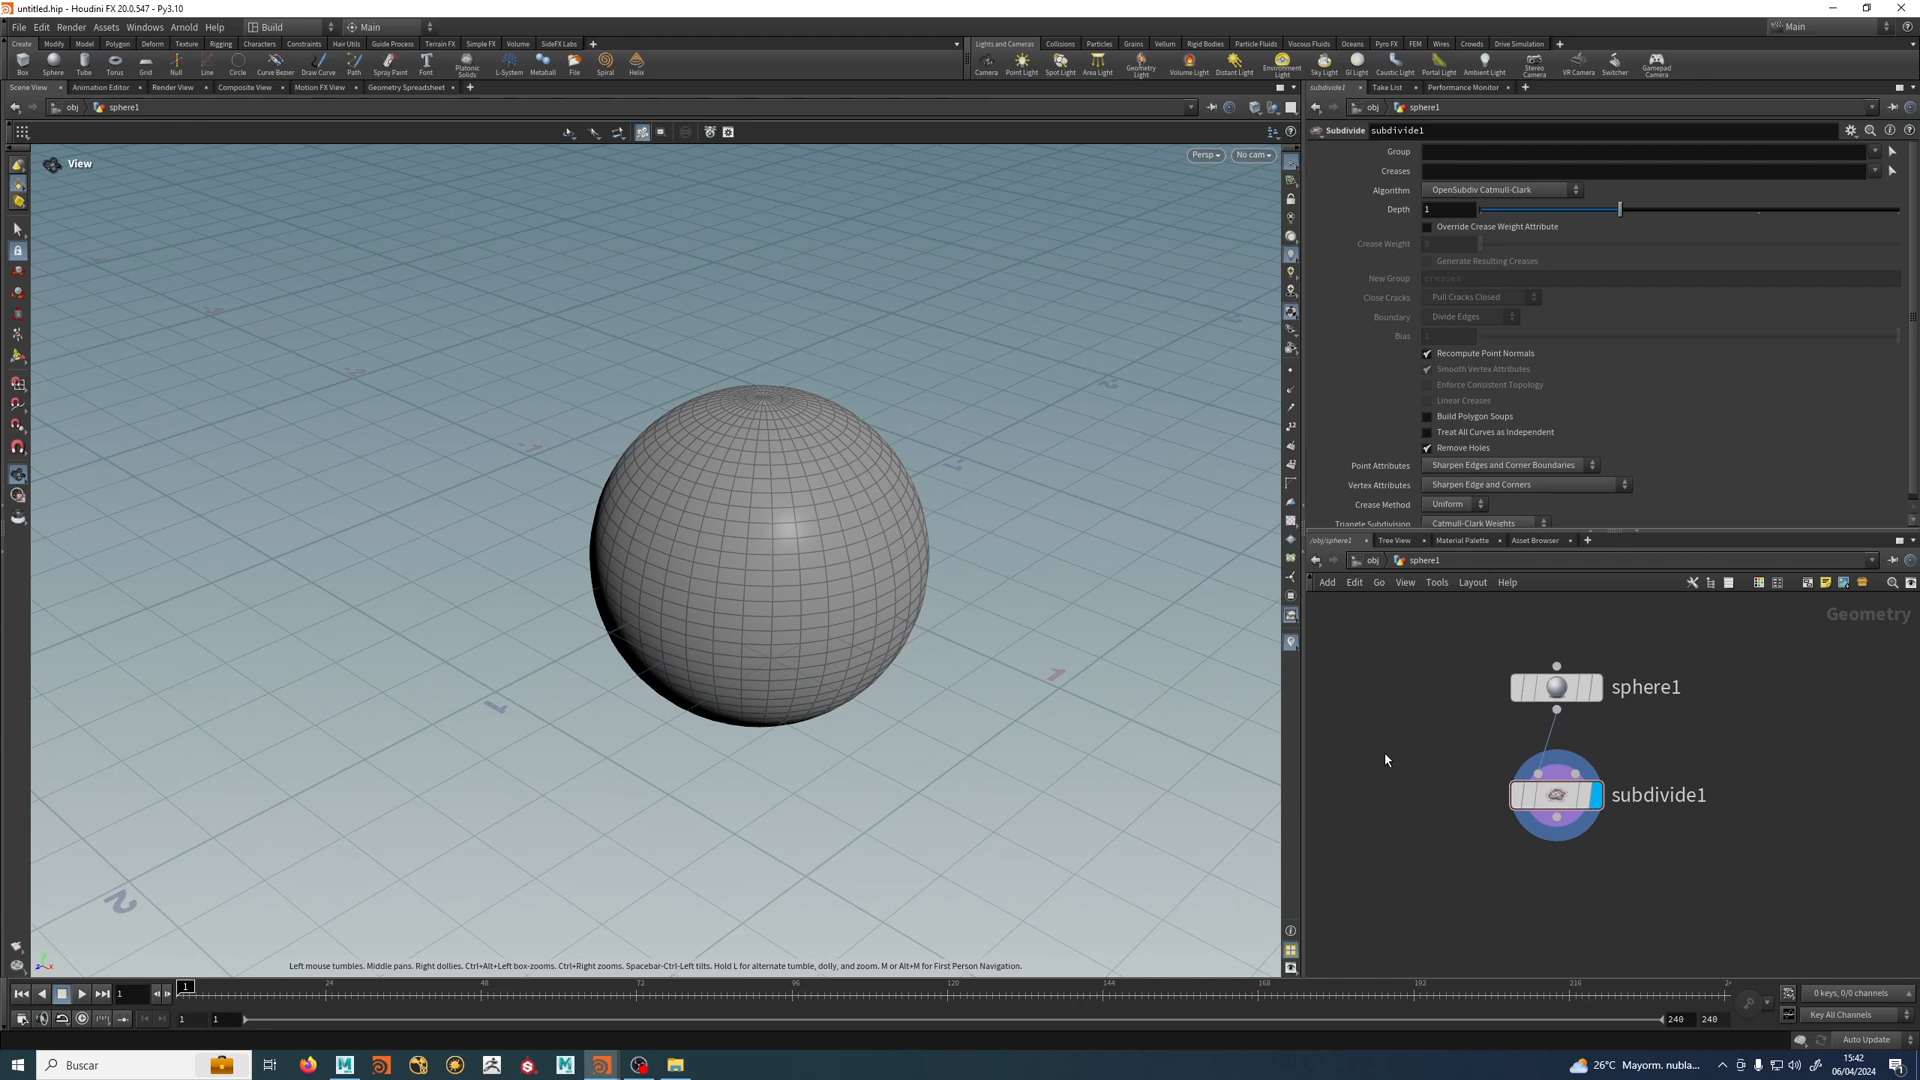 untitled.hip - Houdini FX 20.0.547 - Py3.10
File Edit Render Assets Windows Arnold Help Build Main Main
Create Modify Model Polygon Deform Texture Rigging Characters Constraints Hair Utils Guide Process Terrain FX Simple FX Volume SideFX Labs
Lights and Cameras Collisions Particles Grains Vellum Rigid Bodies Particle Fluids Viscous Fluids Oceans Pyro FX FEM Wires Crowds Drive Simulation
Box Sphere Tube Torus Grid Null Line Circle Curve Bezier Draw Curve Path Spray Paint Font Platonic Solids L-System Metaball File Spiral Helix
Camera Point Light Spot Light Area Light Geometry Light Volume Light Distant Light Environment Light Sky Light GI Light Caustic Light Portal Light Ambient Light Stereo Camera VR Camera Switcher Gamepad Camera
Scene View Animation Editor Render View Composite View Motion FX View Geometry Spreadsheet
subdivide1 Take List Performance Monitor
obj sphere1
obj sphere1
View
Persp No cam
Subdivide subdivide1
Group
Creases
Algorithm OpenSubdiv Catmull-Clark
Depth 1
Override Crease Weight Attribute
Crease Weight 0
Generate Resulting Creases
New Group creases
Close Cracks Pull Cracks Closed
Boundary Divide Edges
Bias 1
Recompute Point Normals
Smooth Vertex Attributes
Enforce Consistent Topology
Linear Creases
Build Polygon Soups
Treat All Curves as Independent
Remove Holes
Point Attributes Sharpen Edges and Corner Boundaries
Vertex Attributes Sharpen Edge and Corners
Crease Method Uniform
Triangle Subdivision Catmull-Clark Weights
/obj/sphere1 Tree View Material Palette Asset Browser
obj sphere1
Add Edit Go View Tools Layout Help
Geometry
sphere1
subdivide1
1
1
2
Left mouse tumbles. Middle pans. Right dollies. Ctrl+Alt+Left box-zooms. Ctrl+Right zooms. Spacebar-Ctrl-Left tilts. Hold L for alternate tumble, dolly, and zoom. M or Alt+M for First Person Navigation.
1 1 24 48 72 96 120 144 168 192 216
0 keys, 0/0 channels
1 1 240 240 Key All Channels
Auto Update
Buscar
26°C Mayorm. nubla...
15:42
06/04/2024